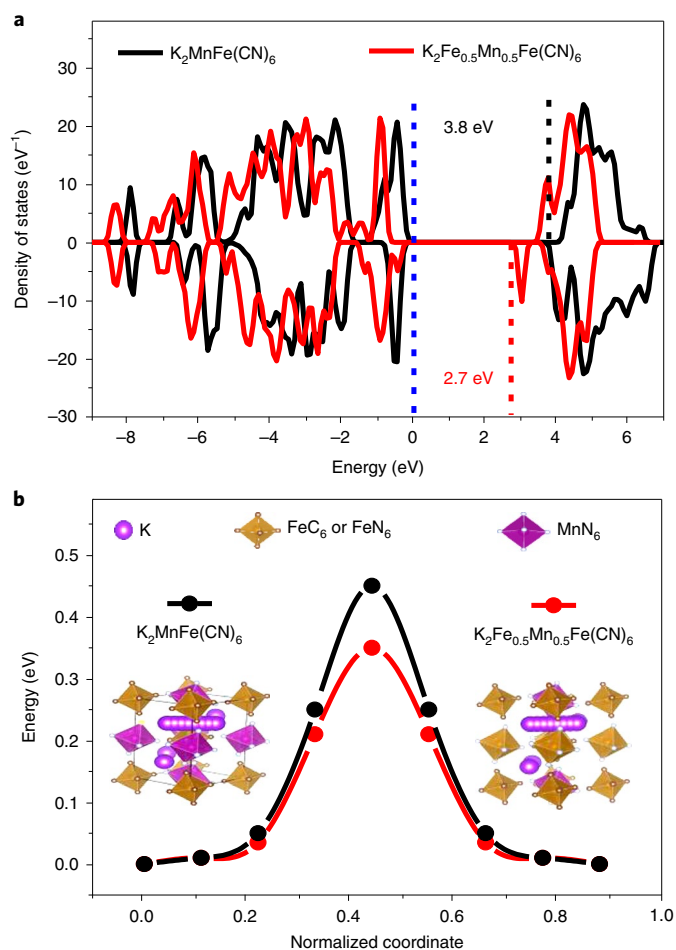 a
K₂MnFe(CN)₆
K₂Fe₀.₅Mn₀.₅Fe(CN)₆
3.8 eV
2.7 eV
Density of states (eV⁻¹)
30
20
10
0
−10
−20
−30
−8 −6 −4 −2 0 2 4 6
Energy (eV)
b
K
FeC₆ or FeN₆
MnN₆
K₂MnFe(CN)₆
K₂Fe₀.₅Mn₀.₅Fe(CN)₆
Energy (eV)
0.5
0.4
0.3
0.2
0.1
0.0
0.0 0.2 0.4 0.6 0.8 1.0
Normalized coordinate